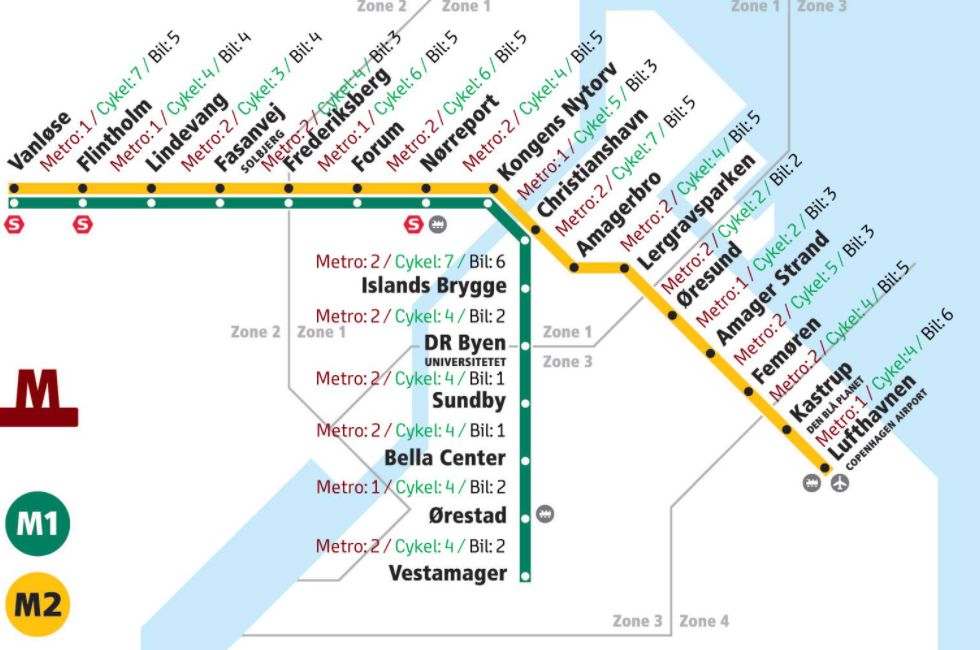 Zone 2
Zone 1
Zone 1
Zone 3
Vanløse
Metro: 1 / Cykel: 7 / Bil: 5
Flintholm
Metro: 1 / Cykel: 4 / Bil: 4
Lindevang
Metro: 2 / Cykel: 3 / Bil: 4
Fasanvej
SOLBJERG
Metro: 2 / Cykel: 4 / Bil: 3
Frederiksberg
Metro: 1 / Cykel: 6 / Bil: 5
Forum
Metro: 2 / Cykel: 6 / Bil: 5
Nørreport
Metro: 2 / Cykel: 4 / Bil: 5
Kongens Nytorv
Metro: 1 / Cykel: 5 / Bil: 3
Christianshavn
Metro: 2 / Cykel: 7 / Bil: 5
Amagerbro
Metro: 2 / Cykel: 4 / Bil: 5
Lergravsparken
Metro: 2 / Cykel: 2 / Bil: 2
Øresund
Metro: 1 / Cykel: 2 / Bil: 3
Amager Strand
Metro: 2 / Cykel: 5 / Bil: 3
Femøren
Metro: 2 / Cykel: 4 / Bil: 5
Kastrup
DEN BLÅ PLANET
Metro: 1 / Cykel: 4 / Bil: 6
Lufthavnen
COPENHAGEN AIRPORT
S
S
S
Metro: 2 / Cykel: 7 / Bil: 6
Islands Brygge
Metro: 2 / Cykel: 4 / Bil: 2
Zone 2
Zone 1
DR Byen
UNIVERSITETET
Zone 1
Zone 3
Metro: 2 / Cykel: 4 / Bil: 1
Sundby
Metro: 2 / Cykel: 4 / Bil: 1
Bella Center
Metro: 1 / Cykel: 4 / Bil: 2
Ørestad
Metro: 2 / Cykel: 4 / Bil: 2
Vestamager
M
M1
M2
Zone 3
Zone 4